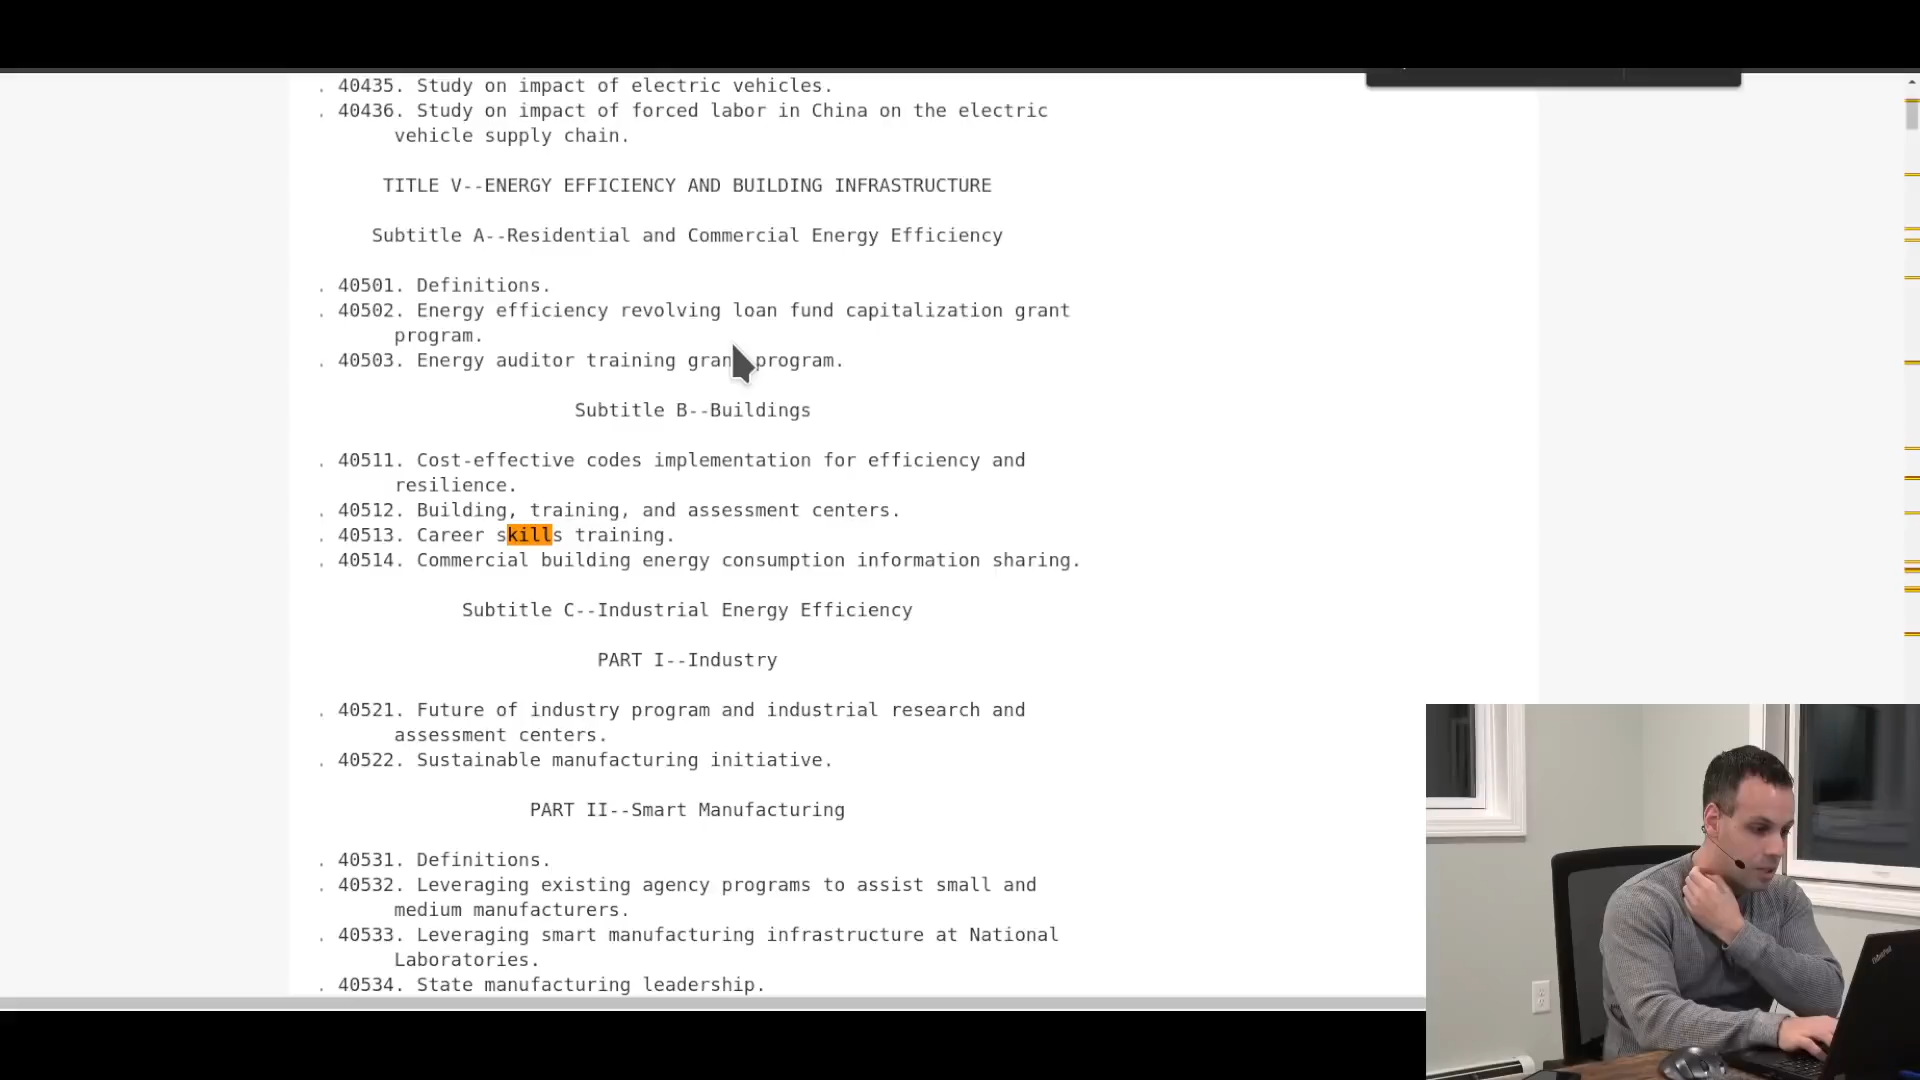 . 40435. Study on impact of electric vehicles.
. 40436. Study on impact of forced labor in China on the electric
vehicle supply chain.
TITLE V--ENERGY EFFICIENCY AND BUILDING INFRASTRUCTURE
Subtitle A--Residential and Commercial Energy Efficiency
. 40501. Definitions.
. 40502. Energy efficiency revolving loan fund capitalization grant
program.
. 40503. Energy auditor training grant program.
Subtitle B--Buildings
. 40511. Cost-effective codes implementation for efficiency and
resilience.
. 40512. Building, training, and assessment centers.
. 40513. Career skills training.
. 40514. Commercial building energy consumption information sharing.
Subtitle C--Industrial Energy Efficiency
PART I--Industry
. 40521. Future of industry program and industrial research and
assessment centers.
. 40522. Sustainable manufacturing initiative.
PART II--Smart Manufacturing
. 40531. Definitions.
. 40532. Leveraging existing agency programs to assist small and
medium manufacturers.
. 40533. Leveraging smart manufacturing infrastructure at National
Laboratories.
. 40534. State manufacturing leadership.
ThinkPad